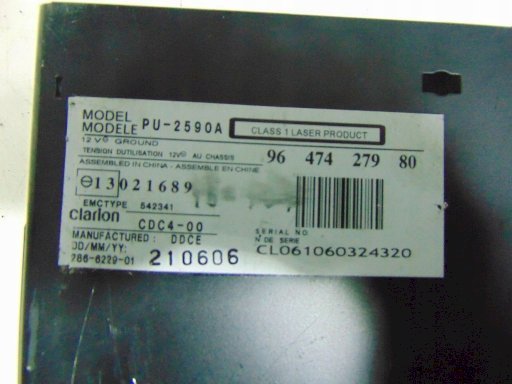 MODEL
MODELE PU-2590A CLASS 1 LASER PRODUCT
12 V⎓ GROUND
TENSION DUTILISATION 12V⎓ AU CHASSIS 96 474 279 80
ASSEMBLED IN CHINA - ASSEMBLE EN CHINE
13021689
EMCTYPE 542341
clarion CDC4-00
MANUFACTURED: DDCE
DD/MM/YY: 210606
286-6229-01
SERIAL NO:
N° DE SERIE
CL061060324320